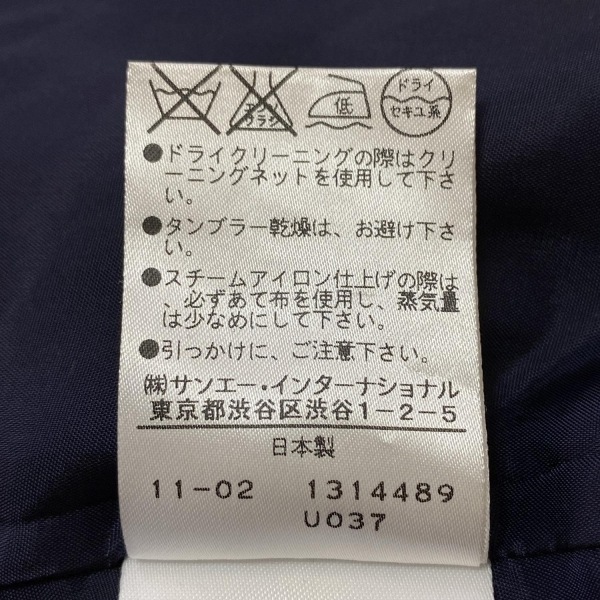 エンソ
サラシ
低
ドライ
セキユ系
●ドライクリーニングの際はクリ
ーニングネットを使用して下さ
い。
●タンブラー乾燥は、お避け下さ
い。
●スチームアイロン仕上げの際は
、必ずあて布を使用し、蒸気量
は少なめにして下さい。
●引っかけに、ご注意下さい。
(株)サンエー・インターナショナル
東京都渋谷区渋谷1-2-5
日本製
11-02 1314489
U037